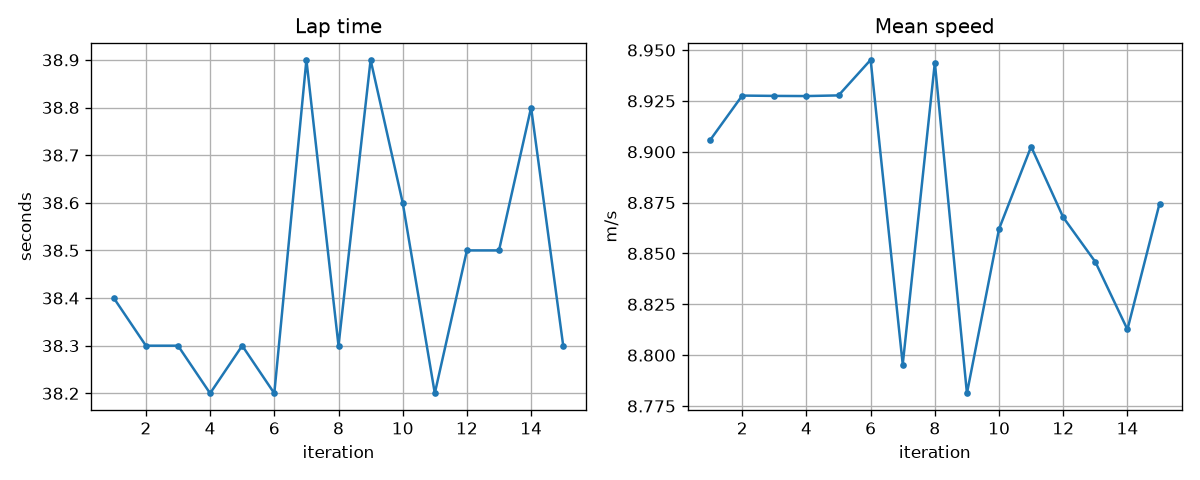 Lap time
38.9
38.8
38.7
38.6
38.5
38.4
38.3
38.2
seconds
2 4 6 8 10 12 14
iteration
Mean speed
8.950
8.925
8.900
8.875
8.850
8.825
8.800
8.775
m/s
2 4 6 8 10 12 14
iteration